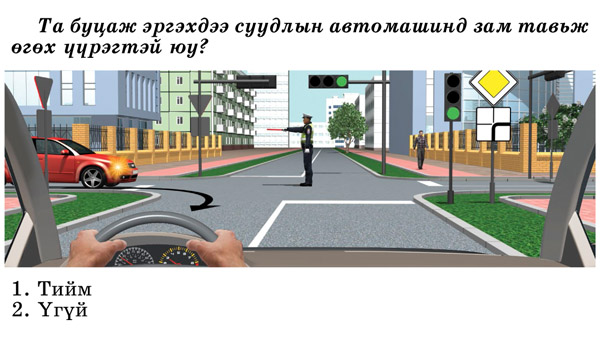 Та буцаж эргэхдээ суудлын автомашинд зам тавьж
өгөх үүрэгтэй юу?
1. Тийм
2. Үгүй